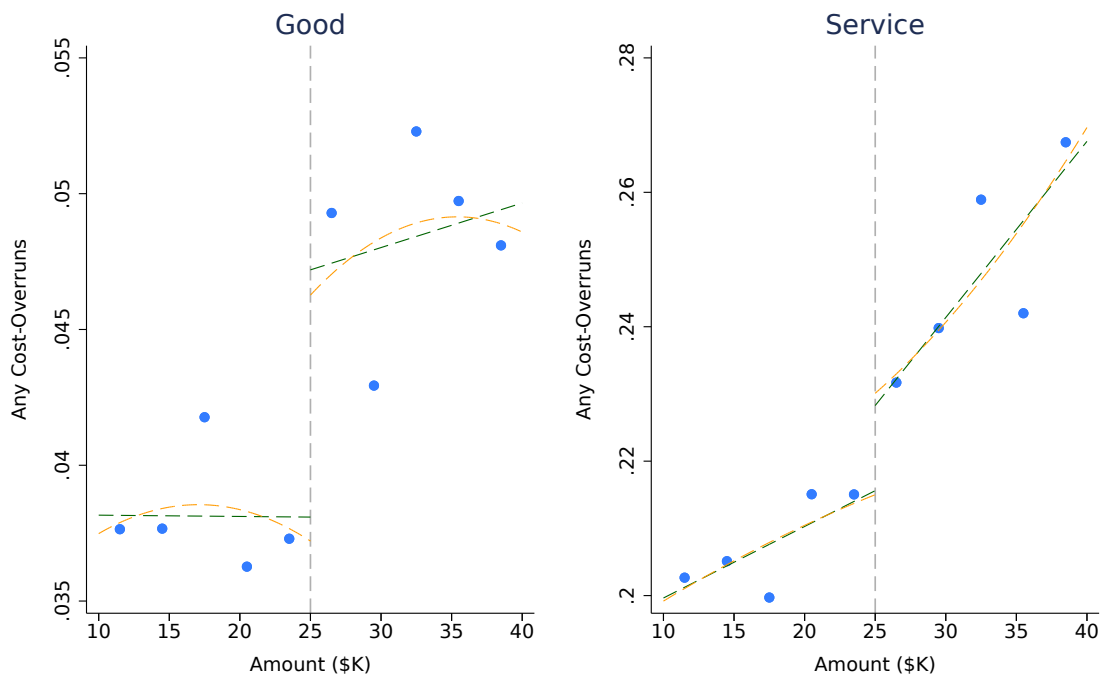 Good
Any Cost-Overruns
.055
.05
.045
.04
.035
10 15 20 25 30 35 40
Amount ($K)
Service
Any Cost-Overruns
.28
.26
.24
.22
.2
10 15 20 25 30 35 40
Amount ($K)